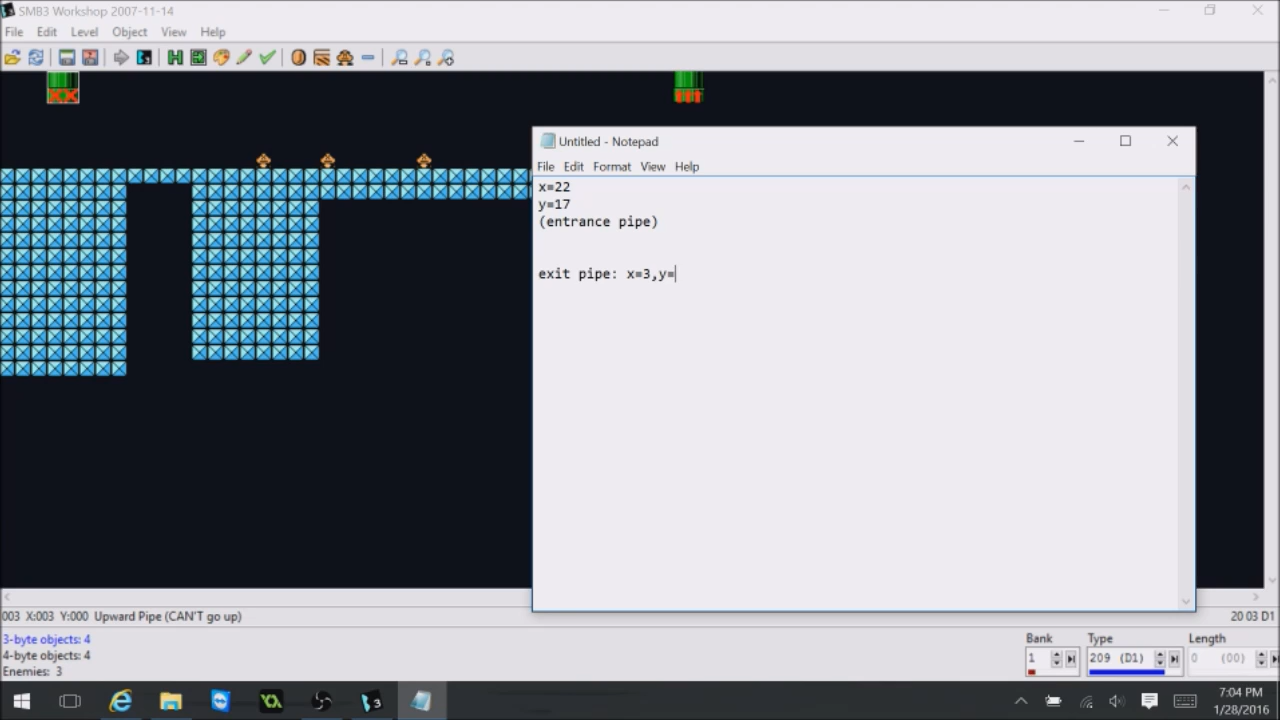 SMB3 Workshop 2007-11-14
File Edit Level Object View Help
Untitled - Notepad
File Edit Format View Help
x=22
y=17
(entrance pipe)
exit pipe: x=3,y=
003 X:003 Y:000 Upward Pipe (CAN'T go up)
20 03 D1
3-byte objects: 4
4-byte objects: 4
Enemies: 3
Bank Type Length
1 209 (D1) 0 (00)
7:04 PM
1/28/2016